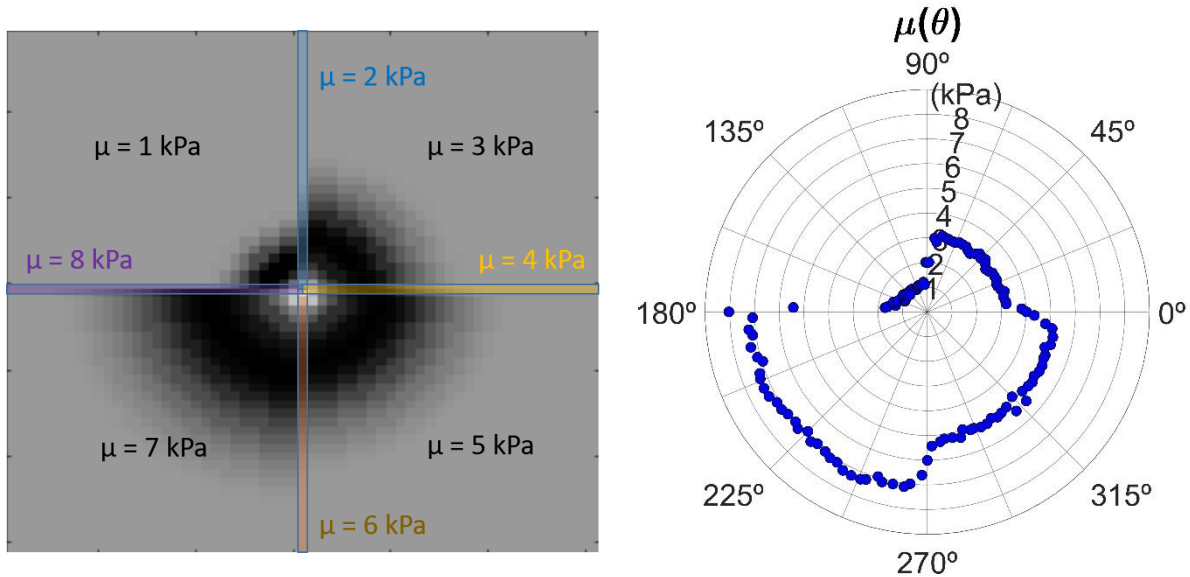 μ = 2 kPa
μ = 1 kPa
μ = 3 kPa
μ = 8 kPa
μ = 4 kPa
μ = 7 kPa
μ = 5 kPa
μ = 6 kPa
μ(θ)
90º
(kPa)
135º
45º
8
7
6
5
4
3
2
1
180º
0º
225º
315º
270º